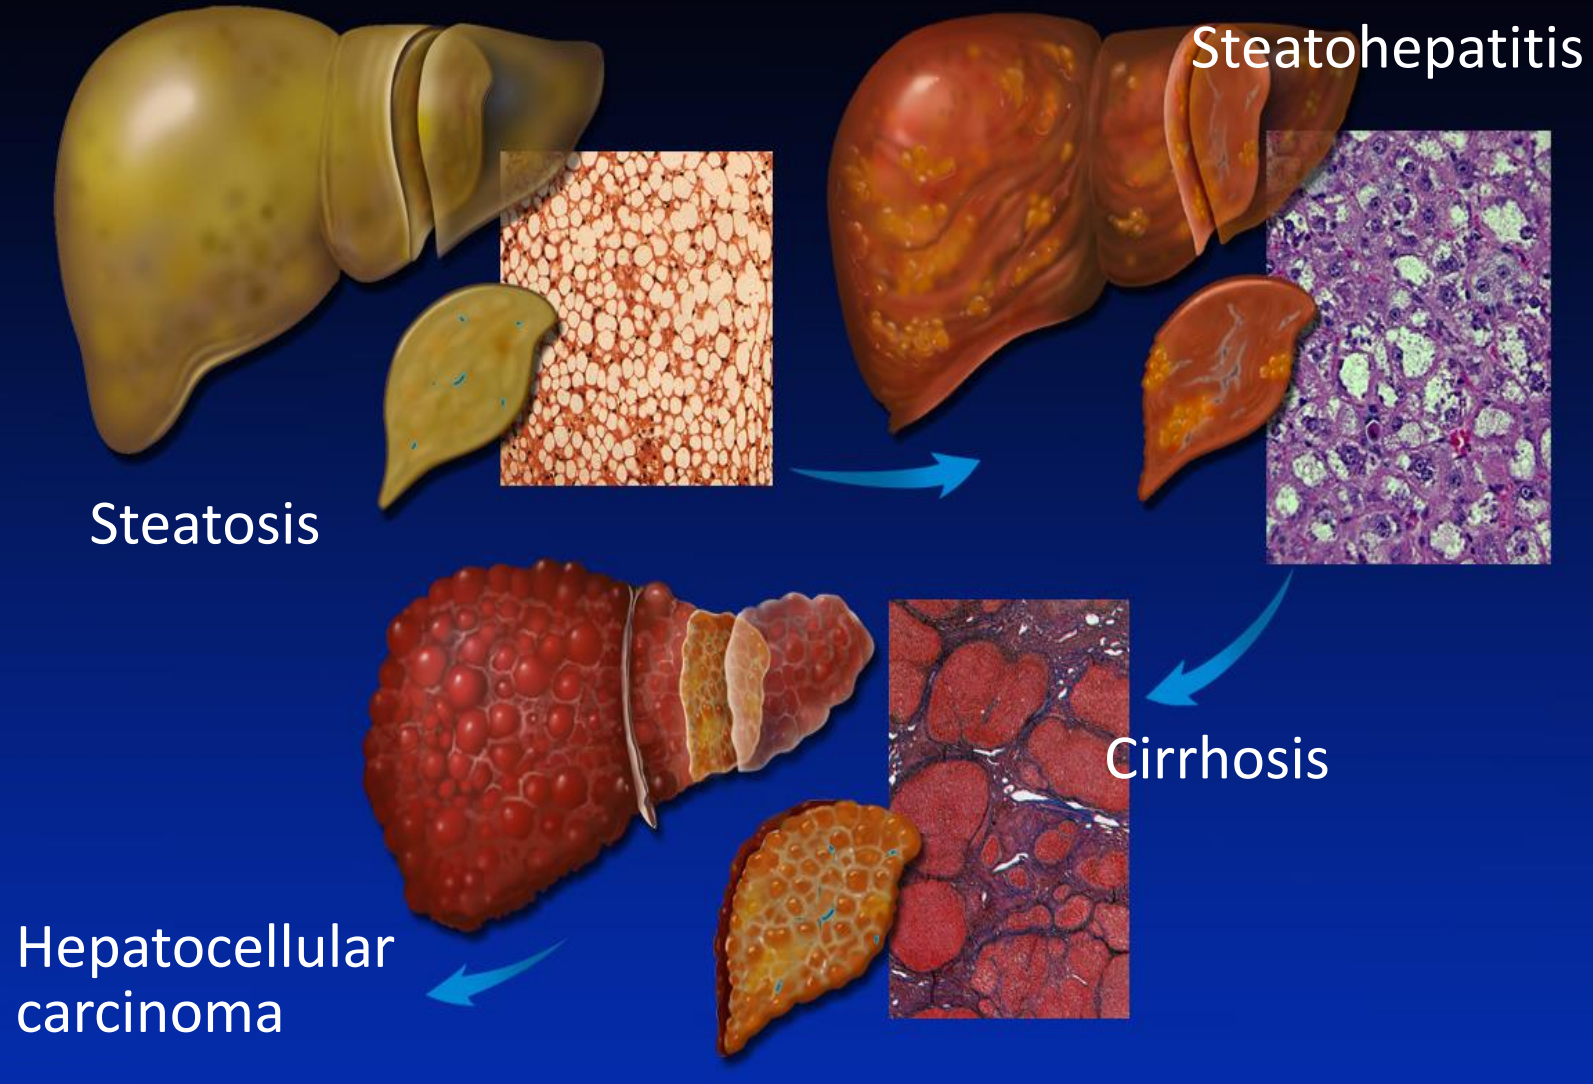 Steatohepatitis
Steatosis
Cirrhosis
Hepatocellular
carcinoma